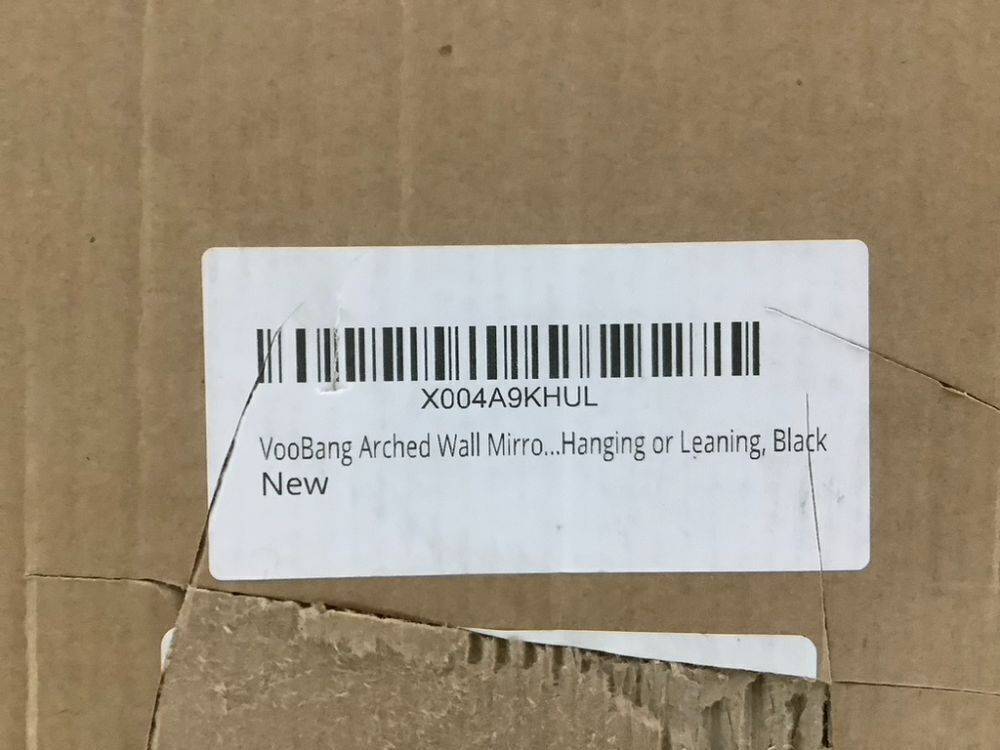 X004A9KHUL
VooBang Arched Wall Mirro...Hanging or Leaning, Black
New